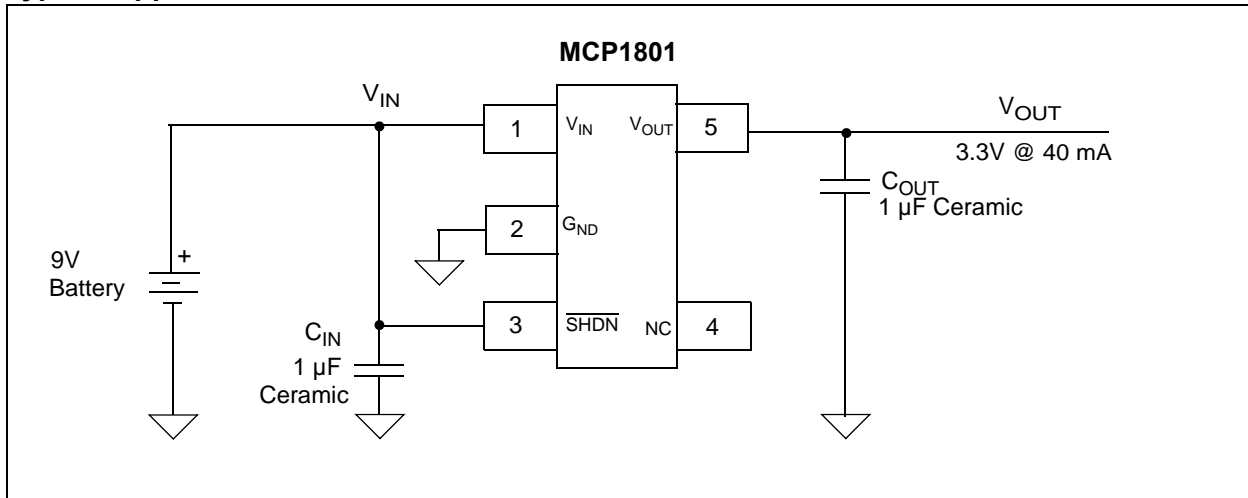 MCP1801
VIN
1
VIN
VOUT
5
VOUT
3.3V @ 40 mA
COUT
1 µF Ceramic
2
GND
9V
Battery
+
3
SHDN
NC
4
CIN
1 µF
Ceramic